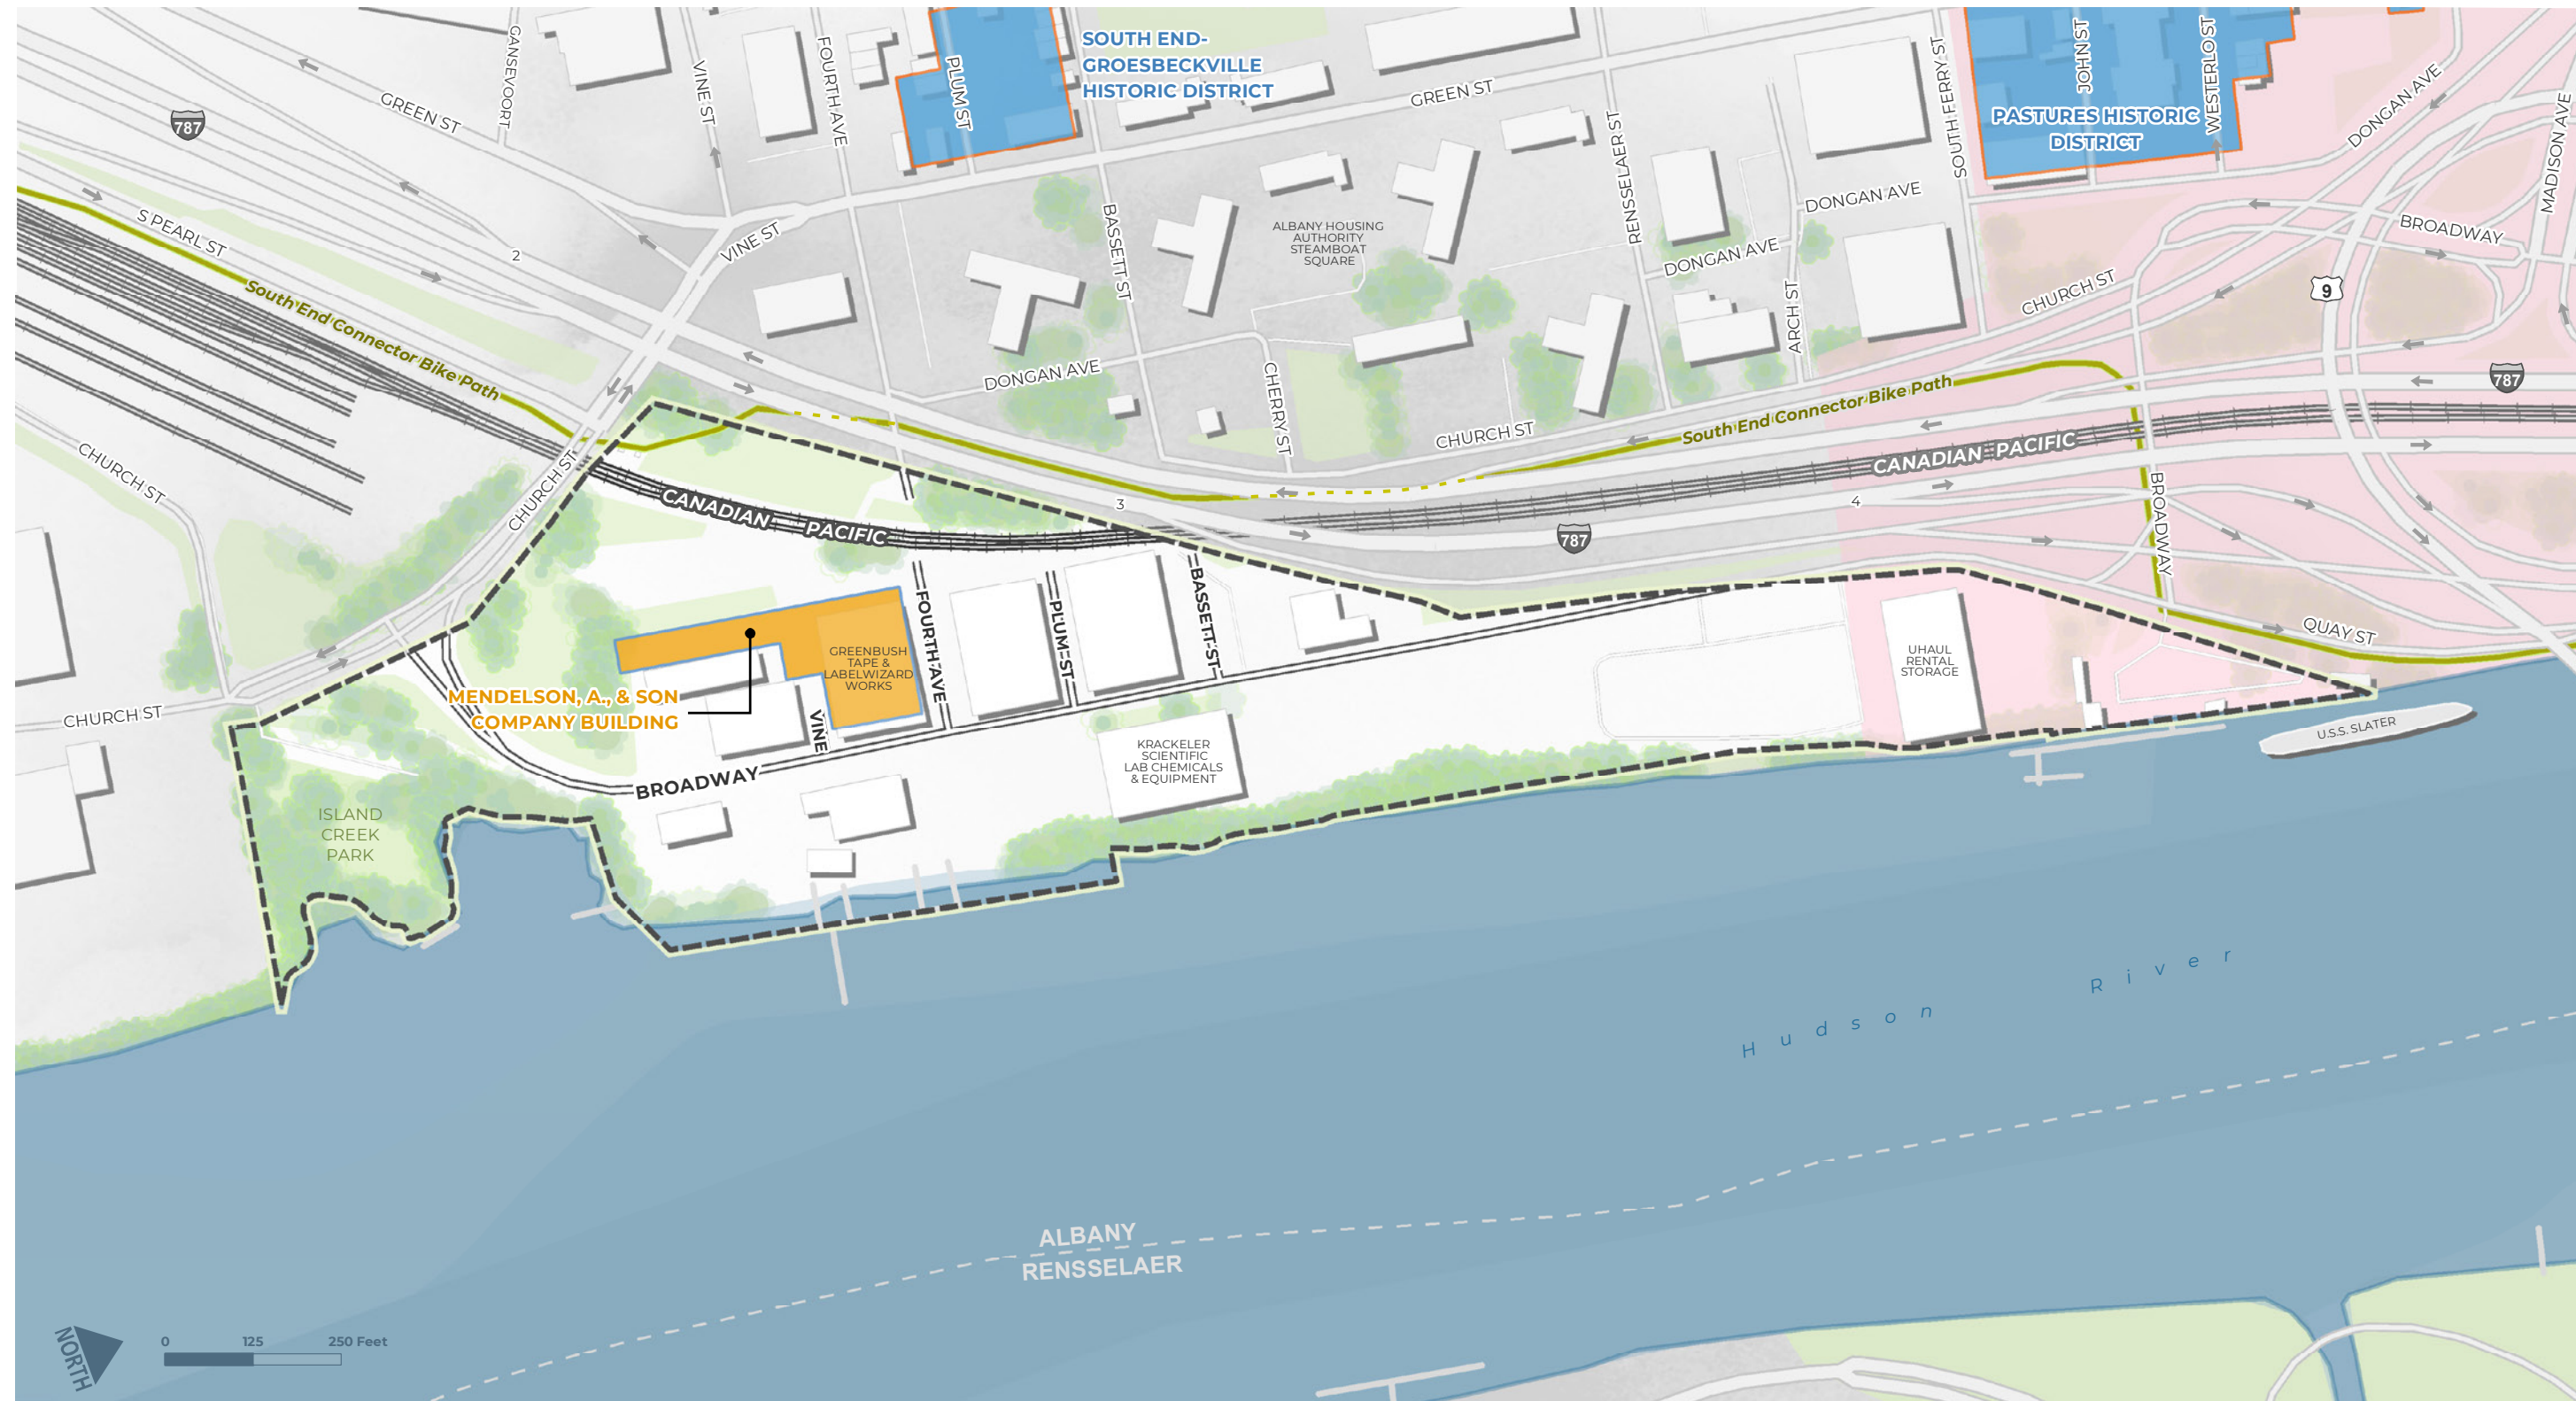 SOUTH END-
GROESBECKVILLE
HISTORIC DISTRICT
PASTURES HISTORIC
DISTRICT
GANSEVOORT
VINE ST
FOURTH AVE
PLUM ST
GREEN ST
SOUTH FERRY ST
JOHN ST
WESTERLO ST
DONGAN AVE
MADISON AVE
787
GREEN ST
S PEARL ST
2
VINE ST
BASSETT ST
ALBANY HOUSING
AUTHORITY
STEAMBOAT
SQUARE
RENSSELAER ST
DONGAN AVE
DONGAN AVE
ARCH ST
CHURCH ST
BROADWAY
9
787
South End Connector Bike Path
DONGAN AVE
CHERRY ST
CHURCH ST
South End Connector Bike Path
CANADIAN PACIFIC
CHURCH ST
CHURCH ST
CANADIAN PACIFIC
3
787
4
BROADWAY
QUAY ST
FOURTH AVE
PLUM ST
BASSETT ST
GREENBUSH
TAPE &
LABELWIZARD
WORKS
MENDELSON, A., & SON
COMPANY BUILDING
VINE
UHAUL
RENTAL
STORAGE
U.S.S. SLATER
CHURCH ST
BROADWAY
KRACKELER
SCIENTIFIC
LAB CHEMICALS
& EQUIPMENT
ISLAND
CREEK
PARK
Hudson River
ALBANY
RENSSELAER
NORTH
0 125 250 Feet